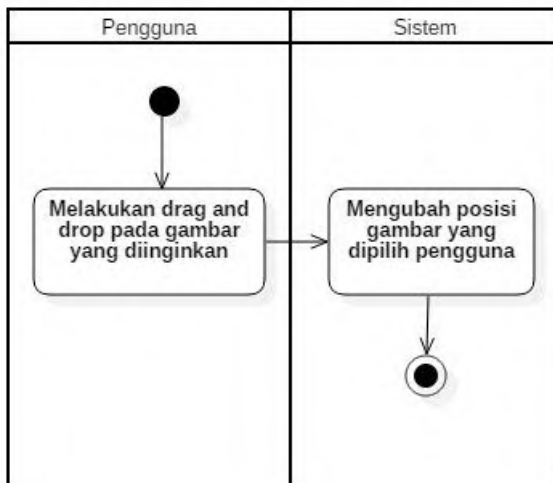 Pengguna
Sistem
Melakukan drag and
drop pada gambar
yang diinginkan
Mengubah posisi
gambar yang
dipilih pengguna